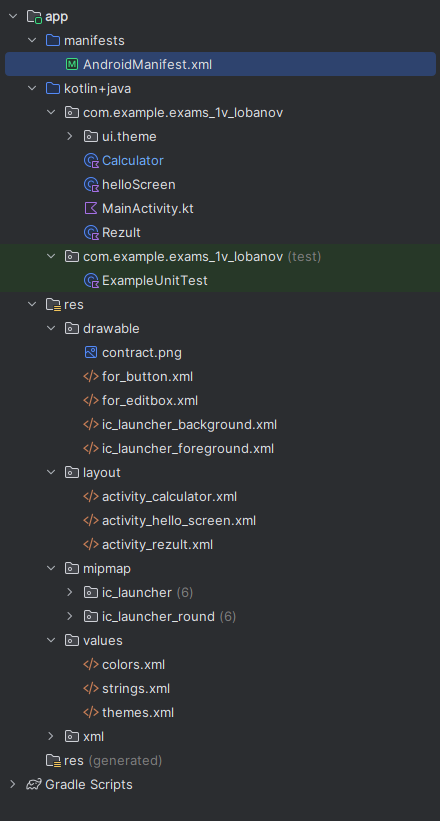 app
manifests
AndroidManifest.xml
kotlin+java
com.example.exams_1v_lobanov
ui.theme
Calculator
helloScreen
MainActivity.kt
Rezult
com.example.exams_1v_lobanov (test)
ExampleUnitTest
res
drawable
contract.png
for_button.xml
for_editbox.xml
ic_launcher_background.xml
ic_launcher_foreground.xml
layout
activity_calculator.xml
activity_hello_screen.xml
activity_rezult.xml
mipmap
ic_launcher (6)
ic_launcher_round (6)
values
colors.xml
strings.xml
themes.xml
xml
res (generated)
Gradle Scripts